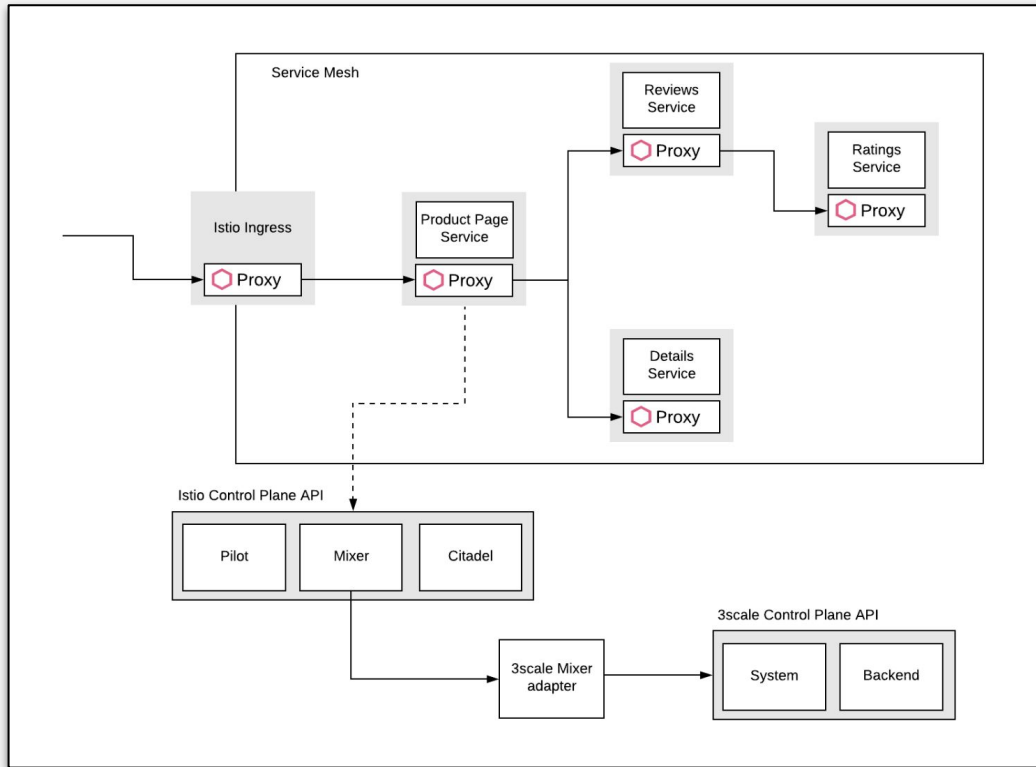 Service Mesh
Reviews
Service
Proxy
Ratings
Service
Proxy
Istio Ingress
Proxy
Product Page
Service
Proxy
Details
Service
Proxy
Istio Control Plane API
Pilot
Mixer
Citadel
3scale Mixer
adapter
3scale Control Plane API
System
Backend